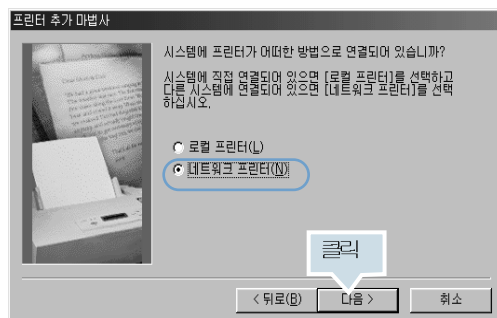 프린터 추가 마법사
시스템에 프린터가 어떠한 방법으로 연결되어 있습니까?
시스템에 직접 연결되어 있으면 [로컬 프린터]를 선택하고
다른 시스템에 연결되어 있으면 [네트워크 프린터]를 선택
하십시오.
로컬 프린터(L)
네트워크 프린터(N)
클릭
< 뒤로(B)
다음 >
취소